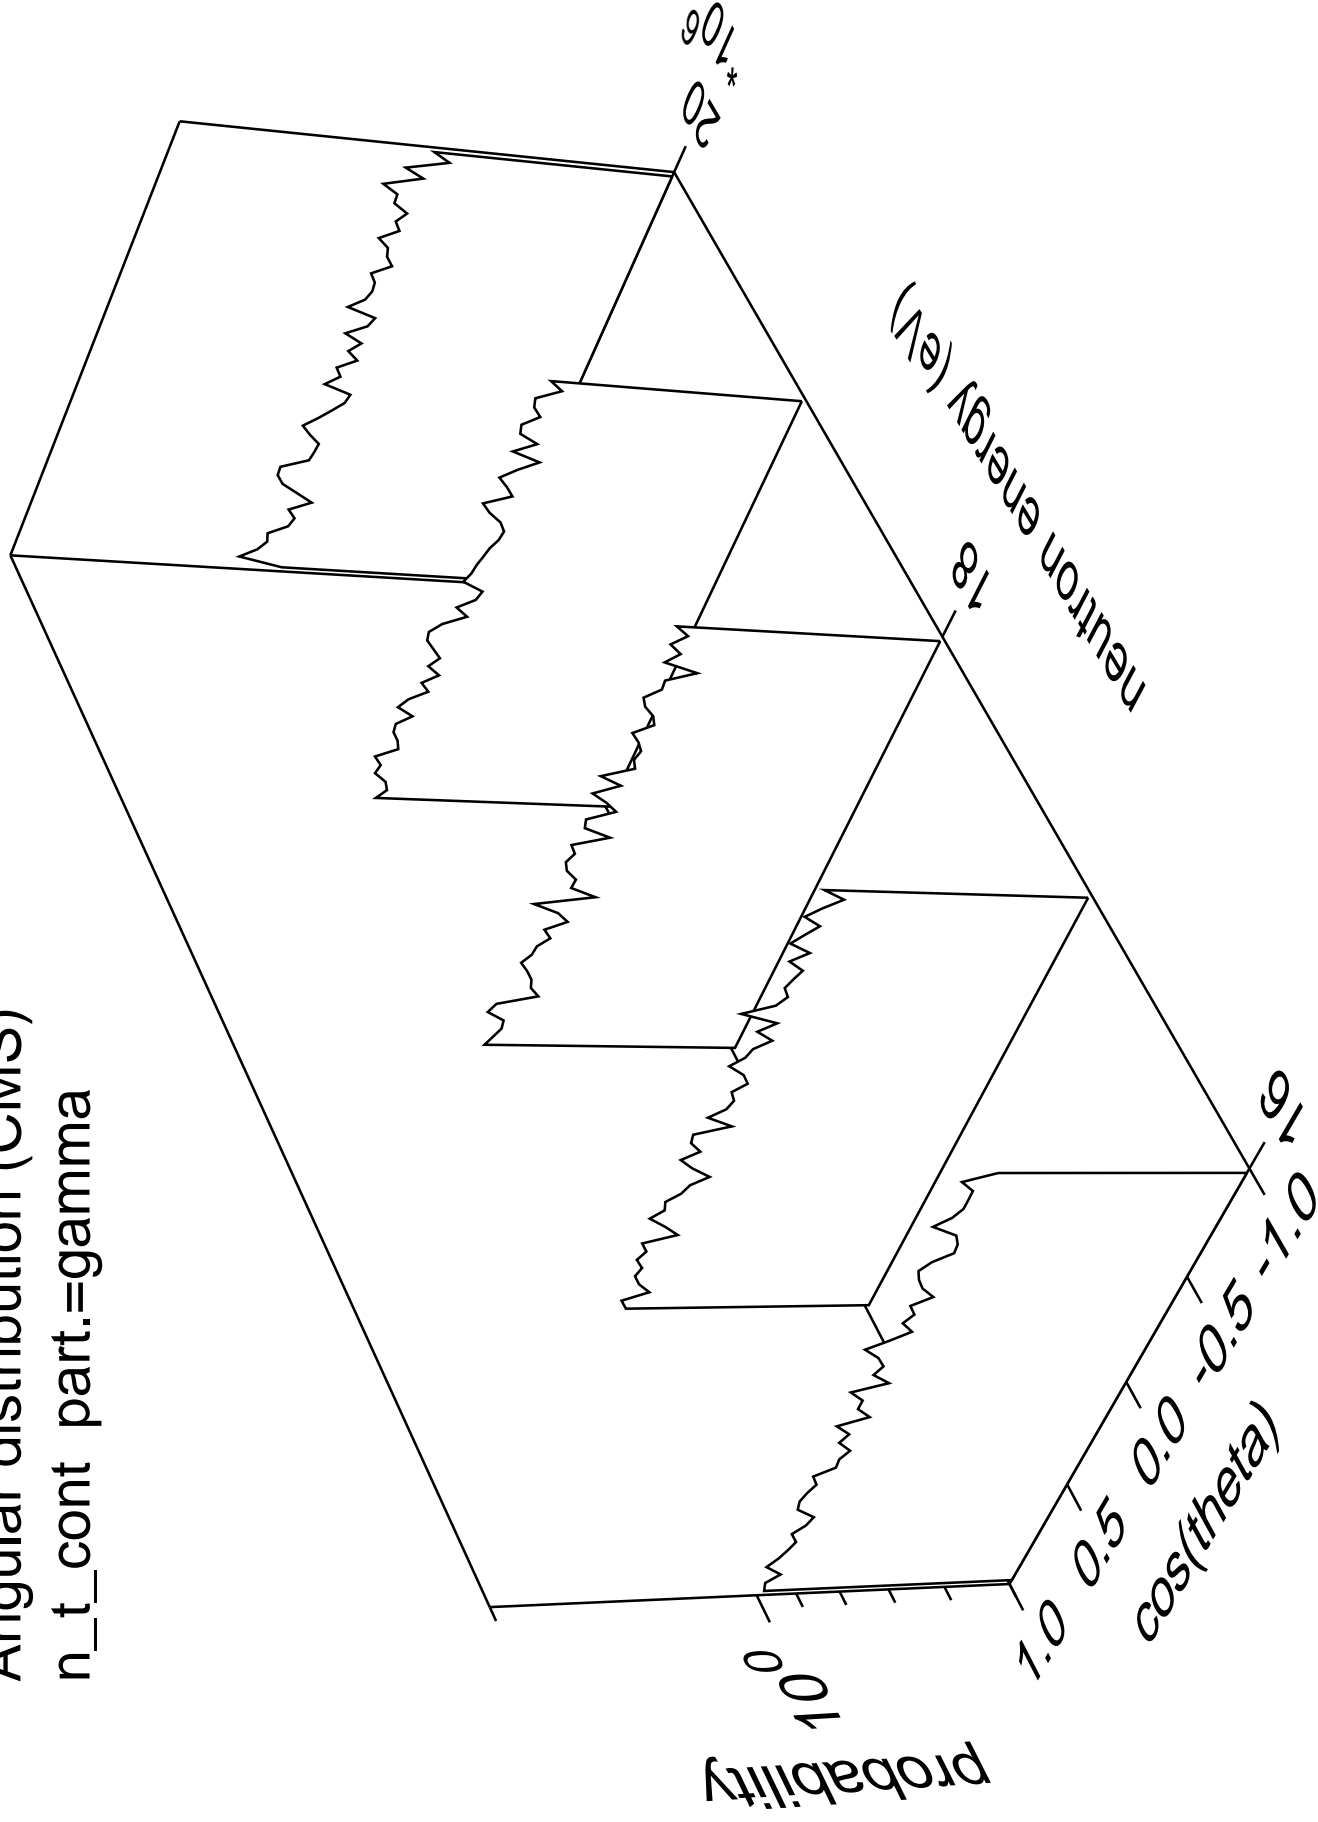 Angular distribution (CMS)
n_t_cont part.=gamma
probability
10 0
1.0 0.5 0.0 -0.5 -1.0
cos(theta)
16 18 20
* 10 6
neutron energy (eV)